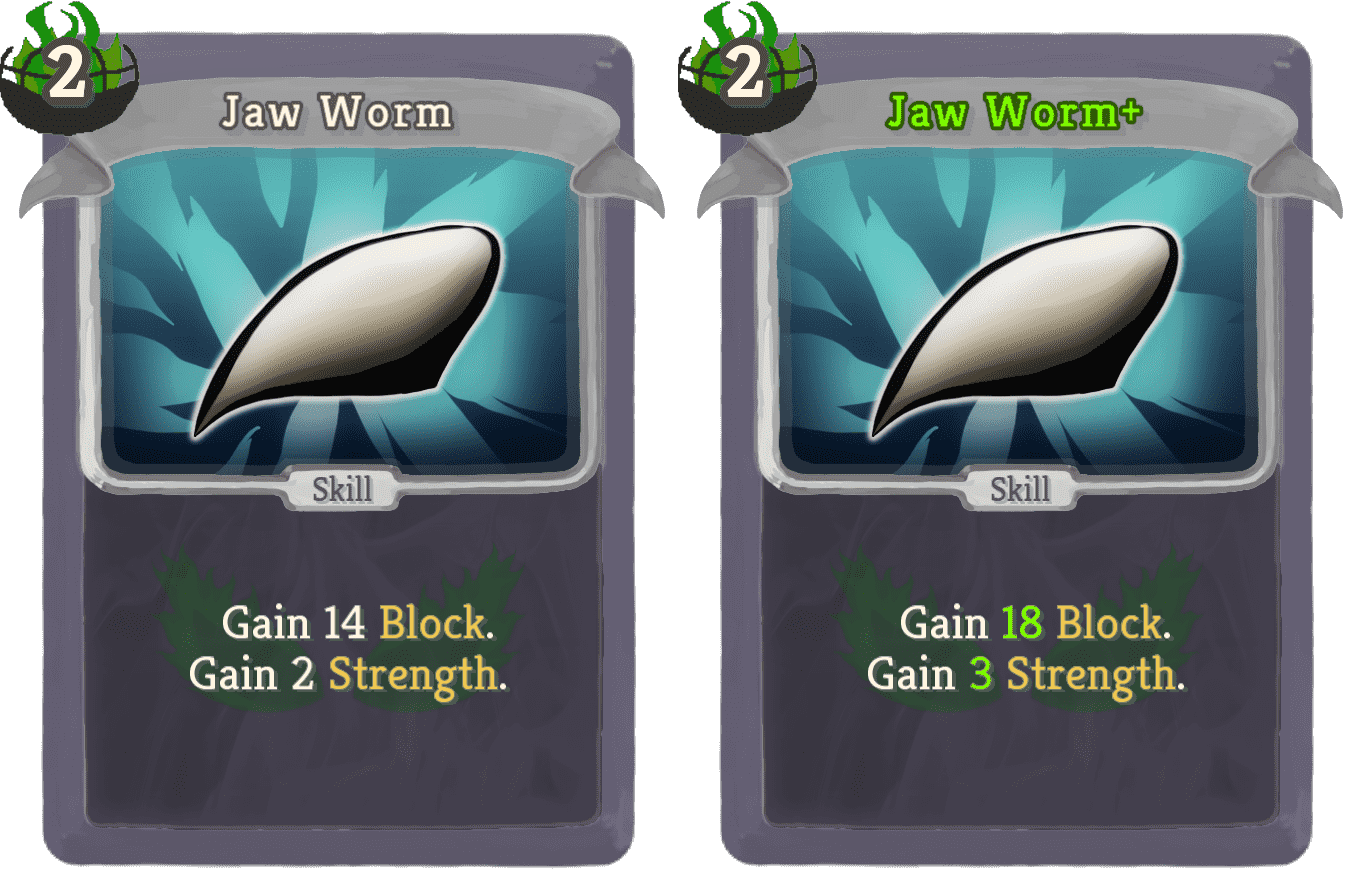 2
Jaw Worm
Skill
Gain 14 Block.
Gain 2 Strength.
2
Jaw Worm+
Skill
Gain 18 Block.
Gain 3 Strength.